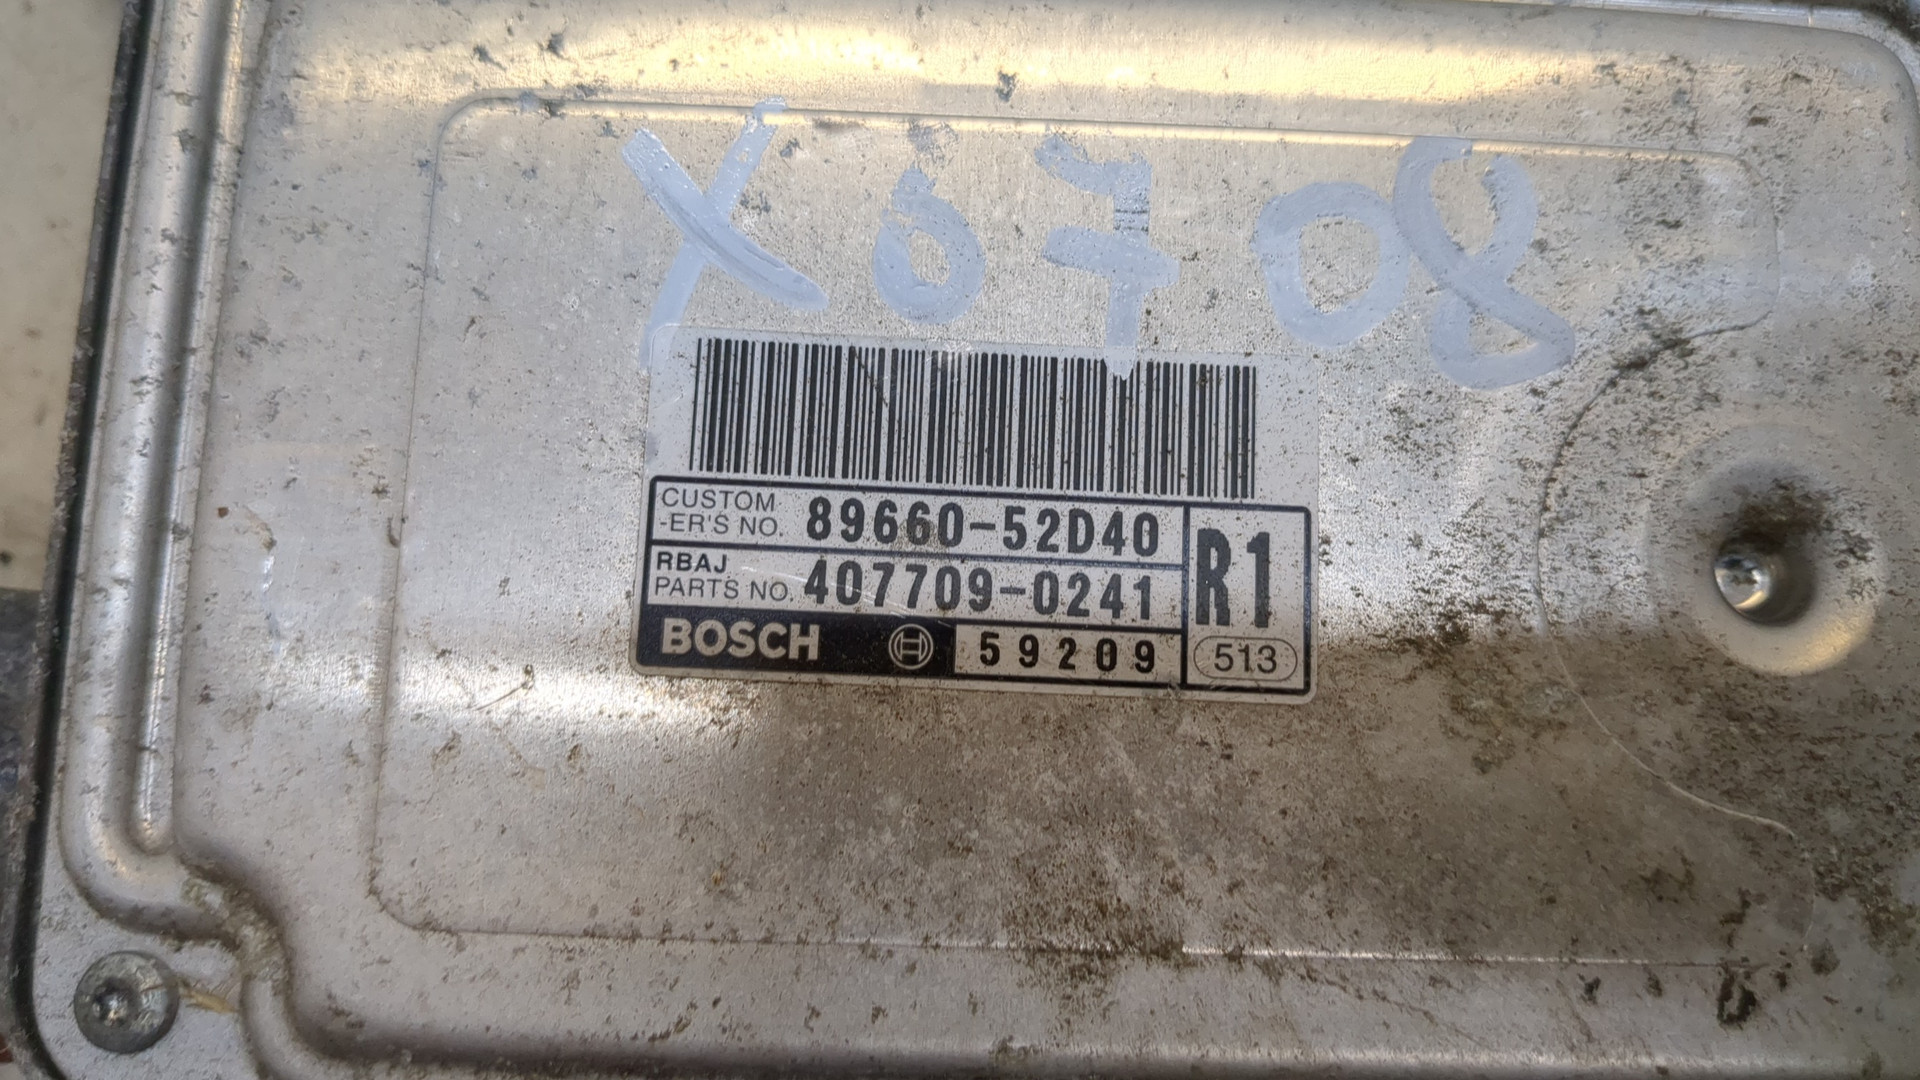 X6708
CUSTOM
-ER'S NO. 89660-52D40
RBAJ
PARTS NO. 407709-0241
R1
BOSCH 59209
513